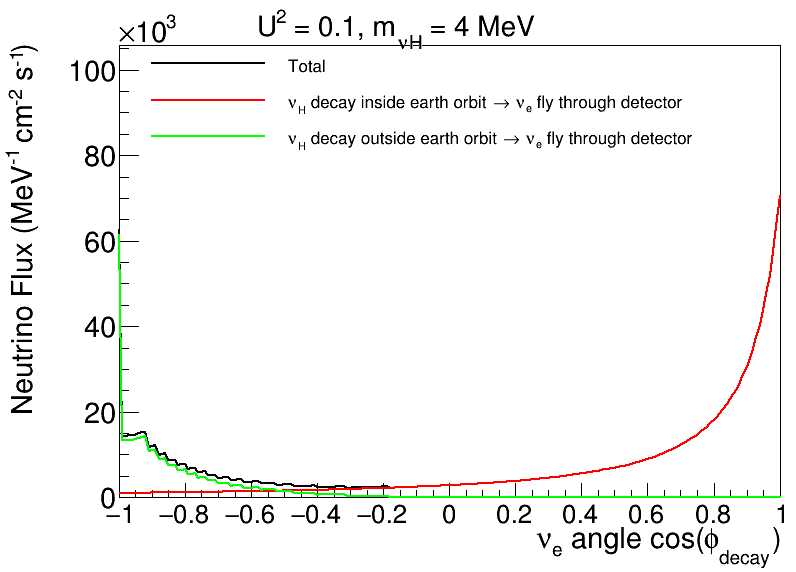 U² = 0.1, m_νH = 4 MeV
×10³
Total
ν_H decay inside earth orbit → ν_e fly through detector
ν_H decay outside earth orbit → ν_e fly through detector
Neutrino Flux (MeV⁻¹ cm⁻² s⁻¹)
100
80
60
40
20
0
−1 −0.8 −0.6 −0.4 −0.2 0 0.2 0.4 0.6 0.8 1
ν_e angle cos(ϕ_decay)